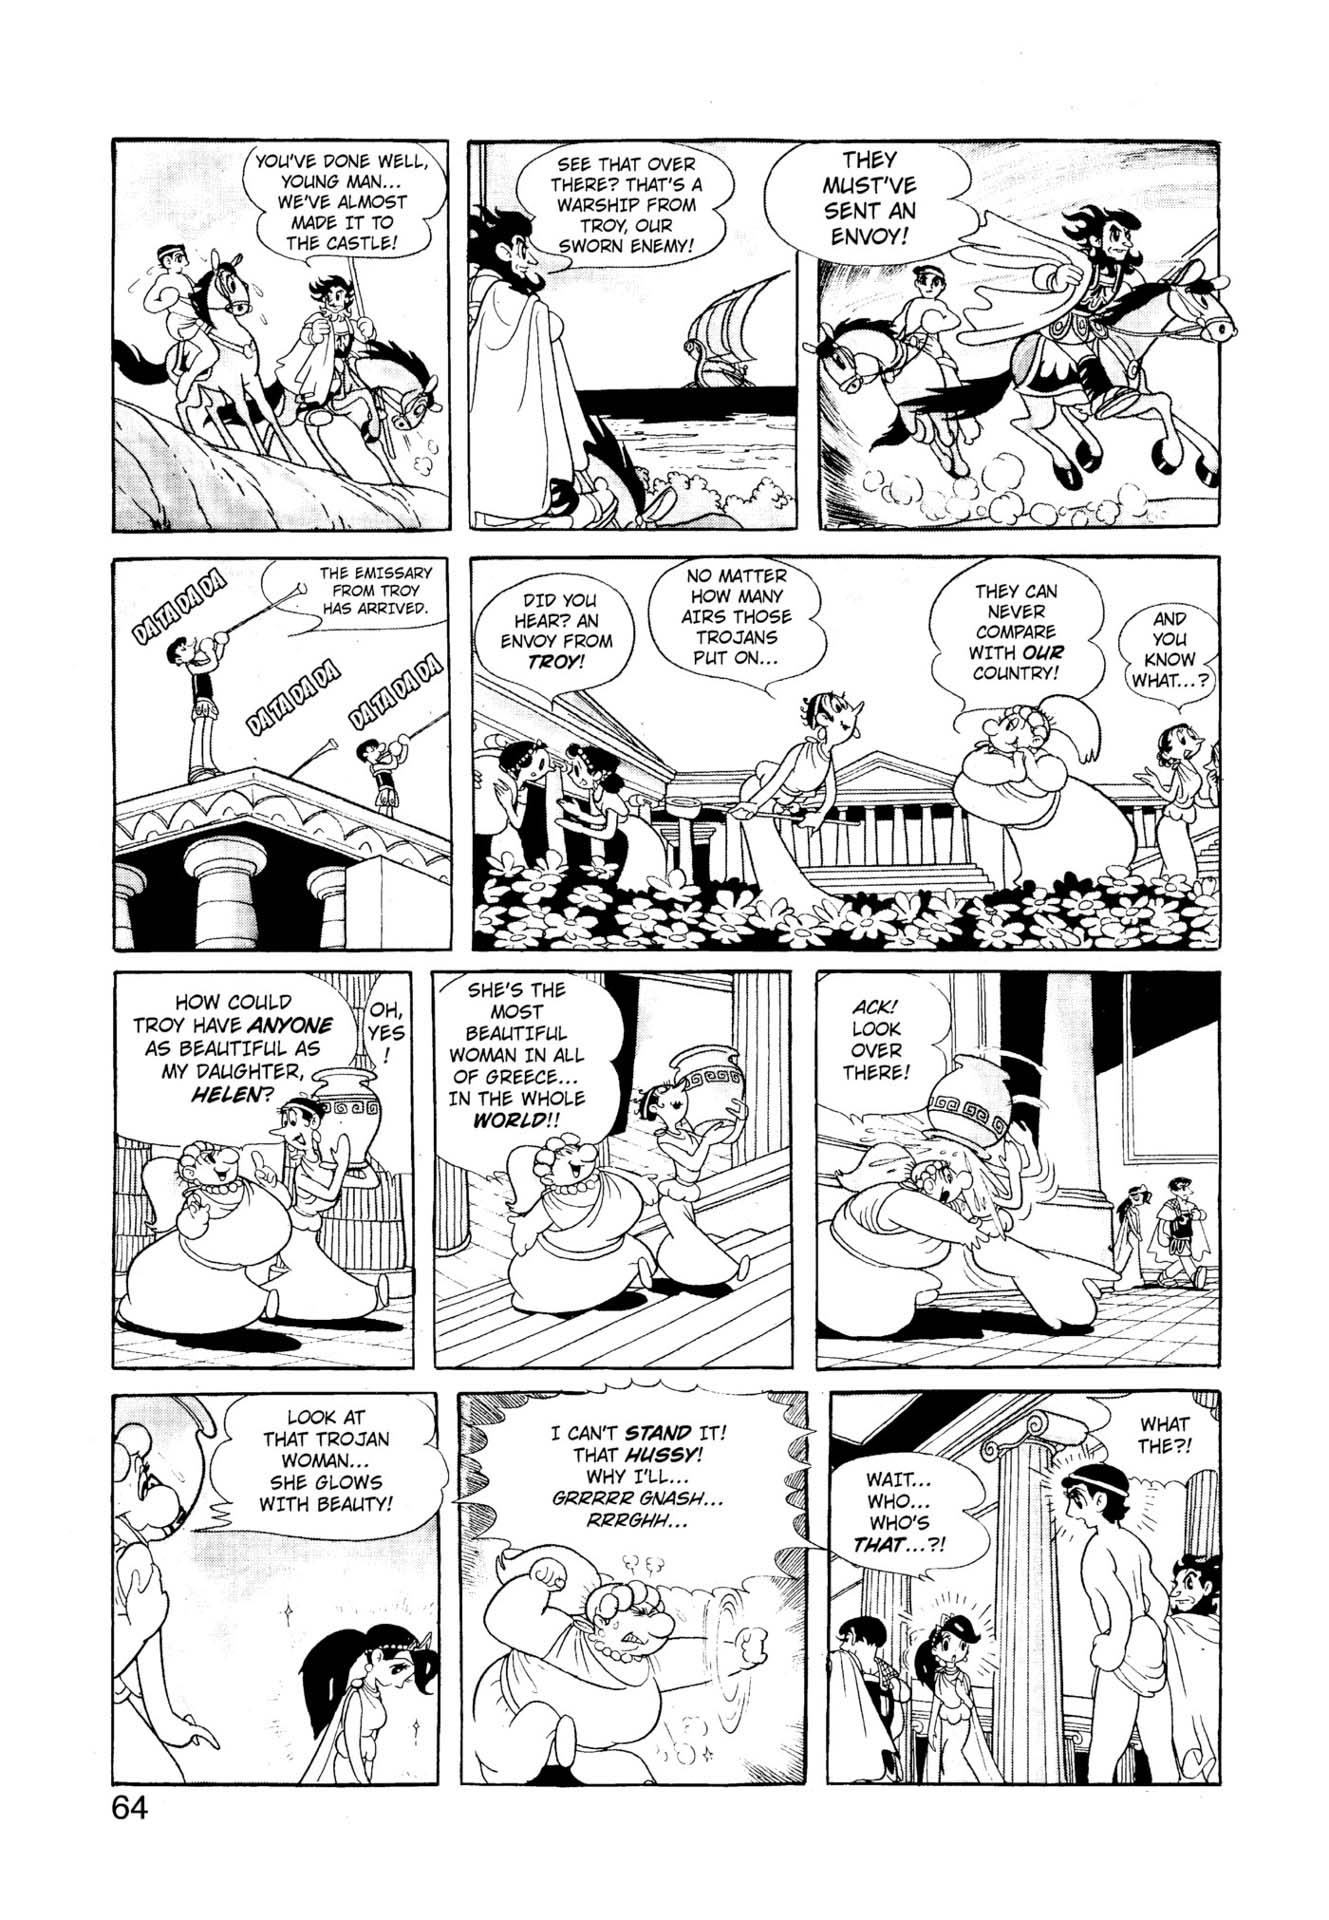 YOU'VE DONE WELL,
YOUNG MAN...
WE'VE ALMOST
MADE IT TO
THE CASTLE!
SEE THAT OVER
THERE? THAT'S A
WARSHIP FROM
TROY, OUR
SWORN ENEMY!
THEY
MUST'VE
SENT AN
ENVOY!
DA TA DA DA
THE EMISSARY
FROM TROY
HAS ARRIVED.
DA TA DA DA
DA TA DA DA
DID YOU
HEAR? AN
ENVOY FROM
TROY!
NO MATTER
HOW MANY
AIRS THOSE
TROJANS
PUT ON...
THEY CAN
NEVER
COMPARE
WITH OUR
COUNTRY!
AND
YOU
KNOW
WHAT...?
HOW COULD
TROY HAVE ANYONE
AS BEAUTIFUL AS
MY DAUGHTER,
HELEN?
OH,
YES
!
SHE'S THE
MOST
BEAUTIFUL
WOMAN IN ALL
OF GREECE...
IN THE WHOLE
WORLD!!
ACK!
LOOK
OVER
THERE!
LOOK AT
THAT TROJAN
WOMAN...
SHE GLOWS
WITH BEAUTY!
I CAN'T STAND IT!
THAT HUSSY!
WHY I'LL...
GRRRRR GNASH...
RRRGHH...
WAIT...
WHO...
WHO'S
THAT...?!
WHAT
THE?!
64